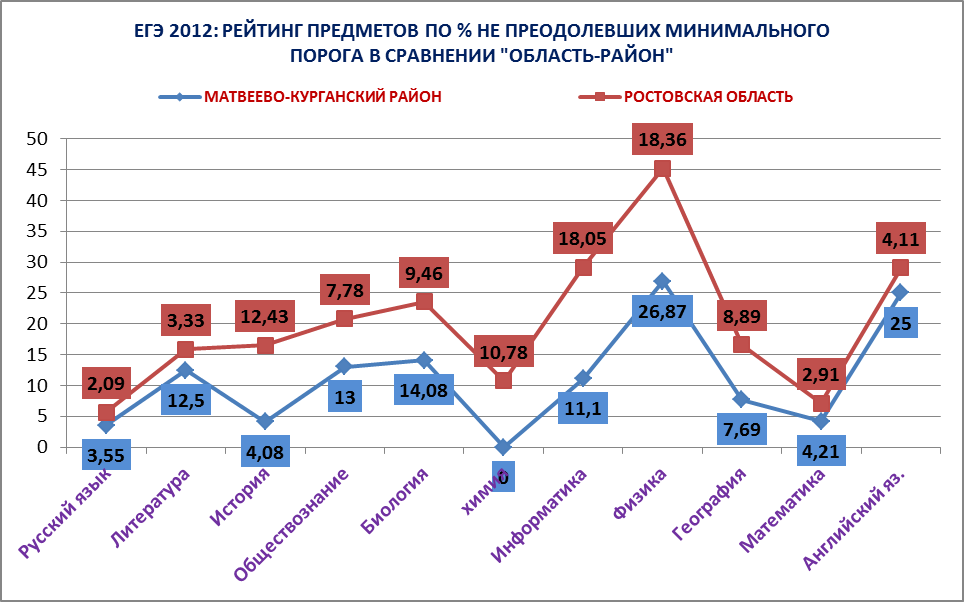 ЕГЭ 2012: РЕЙТИНГ ПРЕДМЕТОВ ПО % НЕ ПРЕОДОЛЕВШИХ МИНИМАЛЬНОГО
ПОРОГА В СРАВНЕНИИ "ОБЛАСТЬ-РАЙОН"
МАТВЕЕВО-КУРГАНСКИЙ РАЙОН
РОСТОВСКАЯ ОБЛАСТЬ
50
45
40
35
30
25
20
15
10
5
0
2,09
3,33
12,43
7,78
9,46
10,78
18,05
18,36
8,89
2,91
4,11
3,55
12,5
4,08
13
14,08
0
11,1
26,87
7,69
4,21
25
Русский язык
Литература
История
Обществознание
Биология
химия
Информатика
Физика
География
Математика
Английский яз.